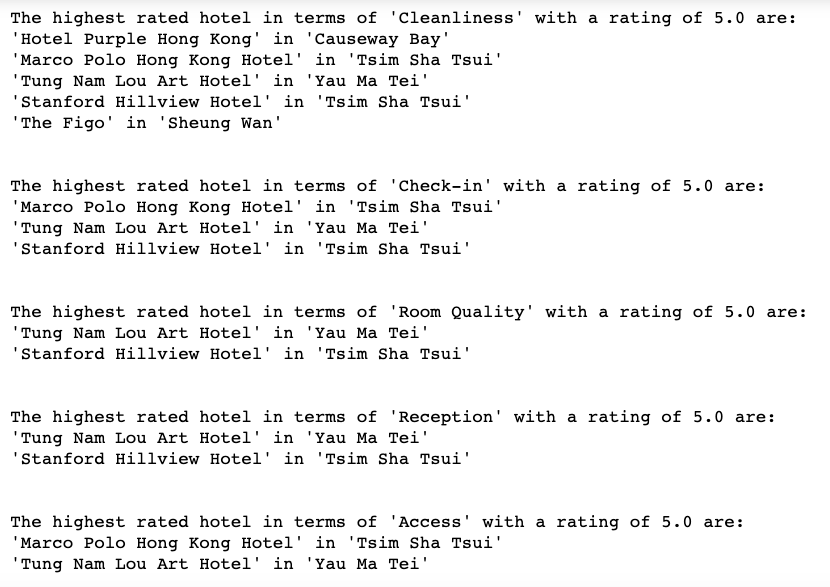 The highest rated hotel in terms of 'Cleanliness' with a rating of 5.0 are:
'Hotel Purple Hong Kong' in 'Causeway Bay'
'Marco Polo Hong Kong Hotel' in 'Tsim Sha Tsui'
'Tung Nam Lou Art Hotel' in 'Yau Ma Tei'
'Stanford Hillview Hotel' in 'Tsim Sha Tsui'
'The Figo' in 'Sheung Wan'
The highest rated hotel in terms of 'Check-in' with a rating of 5.0 are:
'Marco Polo Hong Kong Hotel' in 'Tsim Sha Tsui'
'Tung Nam Lou Art Hotel' in 'Yau Ma Tei'
'Stanford Hillview Hotel' in 'Tsim Sha Tsui'
The highest rated hotel in terms of 'Room Quality' with a rating of 5.0 are:
'Tung Nam Lou Art Hotel' in 'Yau Ma Tei'
'Stanford Hillview Hotel' in 'Tsim Sha Tsui'
The highest rated hotel in terms of 'Reception' with a rating of 5.0 are:
'Tung Nam Lou Art Hotel' in 'Yau Ma Tei'
'Stanford Hillview Hotel' in 'Tsim Sha Tsui'
The highest rated hotel in terms of 'Access' with a rating of 5.0 are:
'Marco Polo Hong Kong Hotel' in 'Tsim Sha Tsui'
'Tung Nam Lou Art Hotel' in 'Yau Ma Tei'